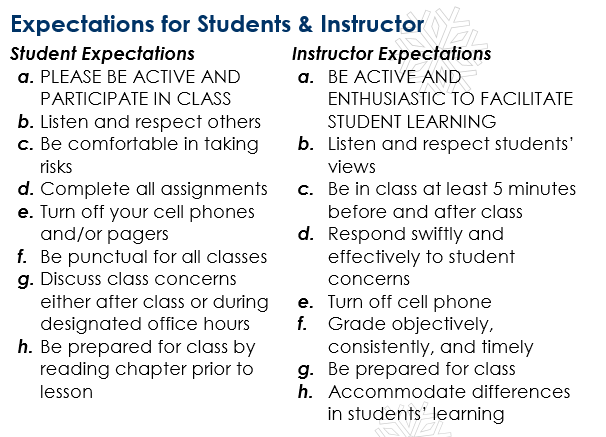 Expectations for Students & Instructor
Student Expectations
a. PLEASE BE ACTIVE AND
PARTICIPATE IN CLASS
b. Listen and respect others
c. Be comfortable in taking
risks
d. Complete all assignments
e. Turn off your cell phones
and/or pagers
f. Be punctual for all classes
g. Discuss class concerns
either after class or during
designated office hours
h. Be prepared for class by
reading chapter prior to
lesson
Instructor Expectations
a. BE ACTIVE AND
ENTHUSIASTIC TO FACILITATE
STUDENT LEARNING
b. Listen and respect students’
views
c. Be in class at least 5 minutes
before and after class
d. Respond swiftly and
effectively to student
concerns
e. Turn off cell phone
f. Grade objectively,
consistently, and timely
g. Be prepared for class
h. Accommodate differences
in students’ learning